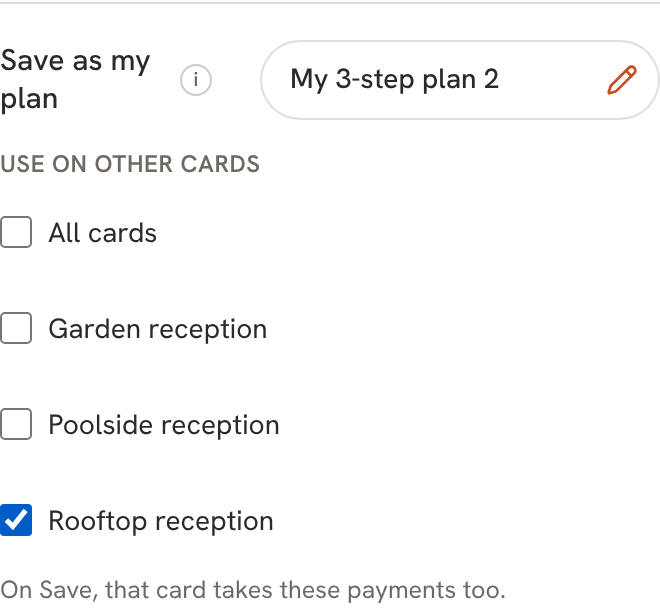 Save as my
plan
i
My 3-step plan 2
USE ON OTHER CARDS
All cards
Garden reception
Poolside reception
Rooftop reception
On Save, that card takes these payments too.